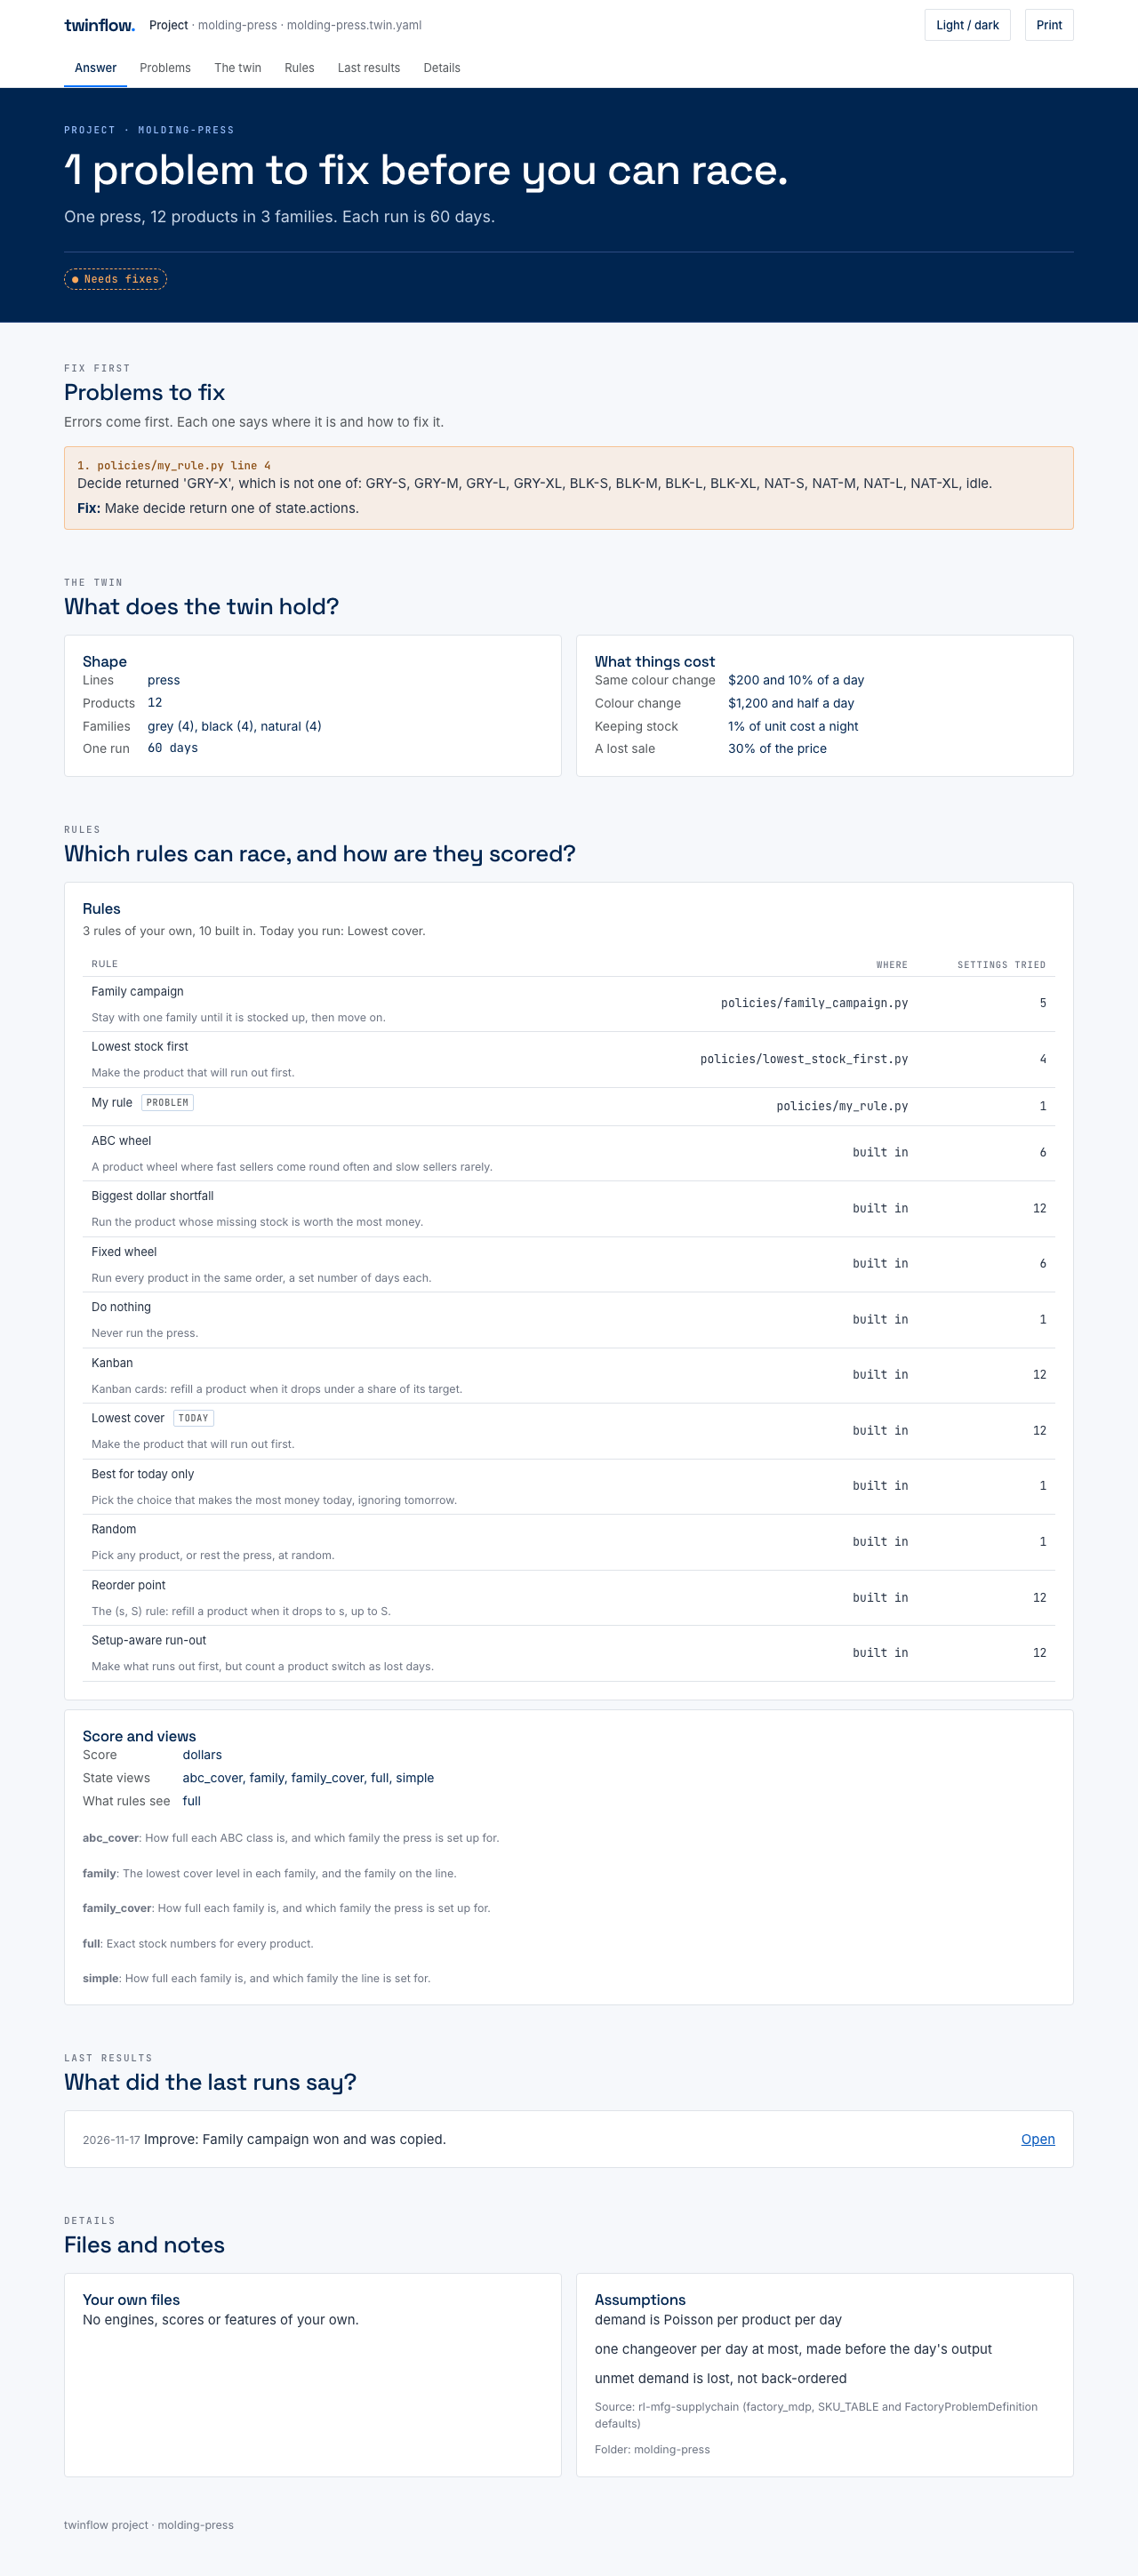 twinflow. Project · molding-press · molding-press.twin.yaml Light / dark Print
Answer Problems The twin Rules Last results Details
PROJECT · MOLDING-PRESS
1 problem to fix before you can race.
One press, 12 products in 3 families. Each run is 60 days.
Needs fixes
FIX FIRST
Problems to fix
Errors come first. Each one says where it is and how to fix it.
1. policies/my_rule.py line 4
Decide returned 'GRY-X', which is not one of: GRY-S, GRY-M, GRY-L, GRY-XL, BLK-S, BLK-M, BLK-L, BLK-XL, NAT-S, NAT-M, NAT-L, NAT-XL, idle.
Fix: Make decide return one of state.actions.
THE TWIN
What does the twin hold?
Shape
Lines press
Products 12
Families grey (4), black (4), natural (4)
One run 60 days
What things cost
Same colour change $200 and 10% of a day
Colour change $1,200 and half a day
Keeping stock 1% of unit cost a night
A lost sale 30% of the price
RULES
Which rules can race, and how are they scored?
Rules
3 rules of your own, 10 built in. Today you run: Lowest cover.
RULE WHERE SETTINGS TRIED
Family campaign policies/family_campaign.py 5
Stay with one family until it is stocked up, then move on.
Lowest stock first policies/lowest_stock_first.py 4
Make the product that will run out first.
My rule PROBLEM policies/my_rule.py 1
ABC wheel built in 6
A product wheel where fast sellers come round often and slow sellers rarely.
Biggest dollar shortfall built in 12
Run the product whose missing stock is worth the most money.
Fixed wheel built in 6
Run every product in the same order, a set number of days each.
Do nothing built in 1
Never run the press.
Kanban built in 12
Kanban cards: refill a product when it drops under a share of its target.
Lowest cover TODAY built in 12
Make the product that will run out first.
Best for today only built in 1
Pick the choice that makes the most money today, ignoring tomorrow.
Random built in 1
Pick any product, or rest the press, at random.
Reorder point built in 12
The (s, S) rule: refill a product when it drops to s, up to S.
Setup-aware run-out built in 12
Make what runs out first, but count a product switch as lost days.
Score and views
Score dollars
State views abc_cover, family, family_cover, full, simple
What rules see full
abc_cover: How full each ABC class is, and which family the press is set up for.
family: The lowest cover level in each family, and the family on the line.
family_cover: How full each family is, and which family the press is set up for.
full: Exact stock numbers for every product.
simple: How full each family is, and which family the line is set for.
LAST RESULTS
What did the last runs say?
2026-11-17 Improve: Family campaign won and was copied. Open
DETAILS
Files and notes
Your own files
No engines, scores or features of your own.
Assumptions
demand is Poisson per product per day
one changeover per day at most, made before the day's output
unmet demand is lost, not back-ordered
Source: rl-mfg-supplychain (factory_mdp, SKU_TABLE and FactoryProblemDefinition
defaults)
Folder: molding-press
twinflow project · molding-press